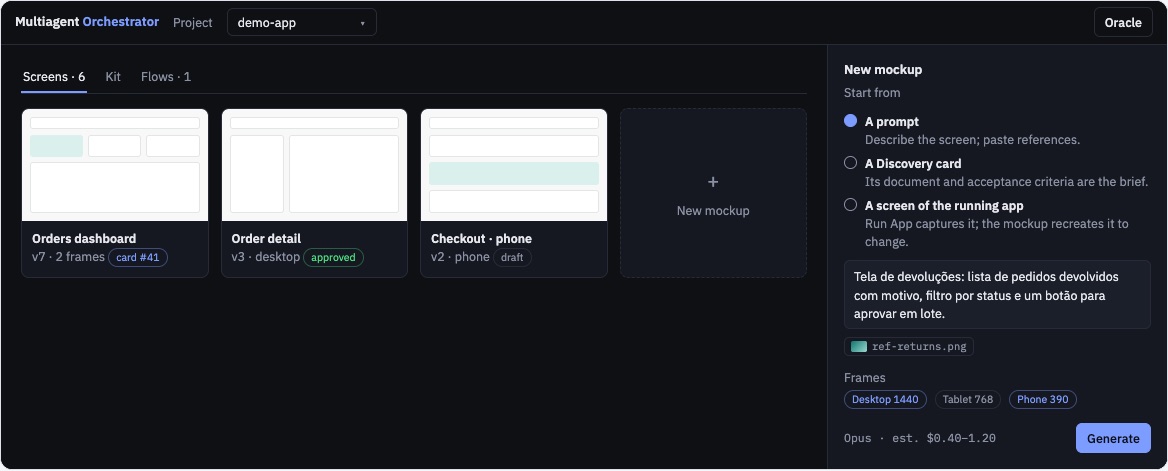 Multiagent Orchestrator Project demo-app Oracle
Screens · 6 Kit Flows · 1
Orders dashboard
v7 · 2 frames card #41
Order detail
v3 · desktop approved
Checkout · phone
v2 · phone draft
+
New mockup
New mockup
Start from
A prompt
Describe the screen; paste references.
A Discovery card
Its document and acceptance criteria are the brief.
A screen of the running app
Run App captures it; the mockup recreates it to
change.
Tela de devoluções: lista de pedidos devolvidos
com motivo, filtro por status e um botão para
aprovar em lote.
ref-returns.png
Frames
Desktop 1440 Tablet 768 Phone 390
Opus · est. $0.40–1.20 Generate